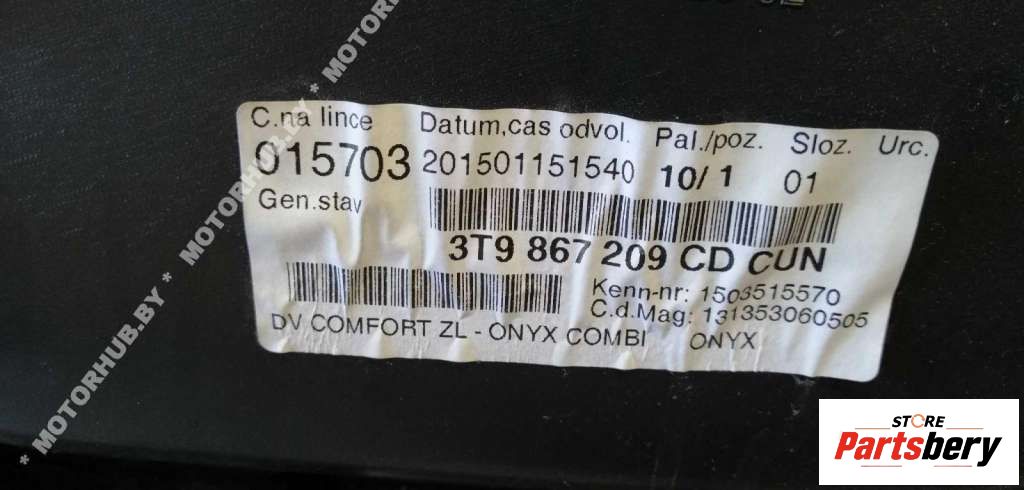 C.na lince Datum,cas odvol. Pal./poz. Sloz. Urc.
015703 201501151540 10/1 01
Gen.stav
3T9 867 209 CD CUN
Kenn-nr: 1503515570
C.d.Mag: 131353060505
DV COMFORT ZL - ONYX COMBI ONYX
* MOTORHUB.BY * MOTORHUB.BY * MOTORHUB.BY *
STORE
Partsbery